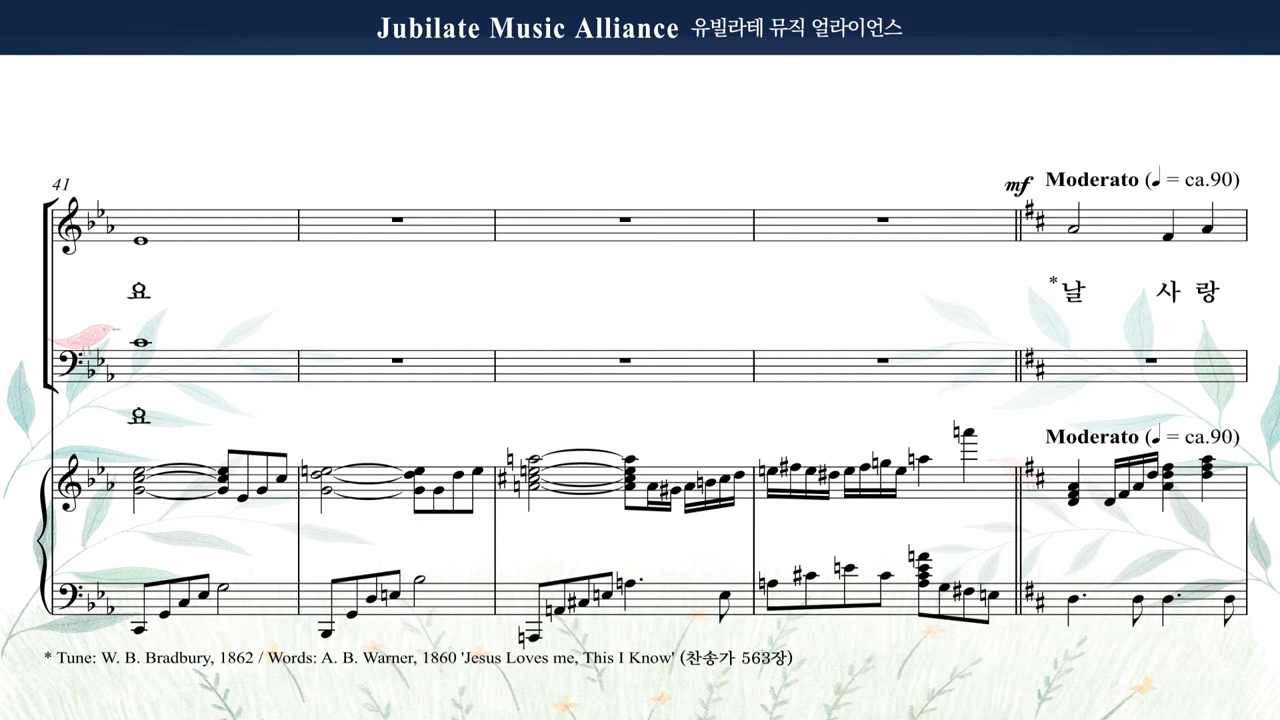 Jubilate Music Alliance 유빌라테 뮤직 얼라이언스
41
mf Moderato (♩ = ca.90)
요
*날 사 랑
요
Moderato (♩ = ca.90)
* Tune: W. B. Bradbury, 1862 / Words: A. B. Warner, 1860 'Jesus Loves me, This I Know' (찬송가 563장)